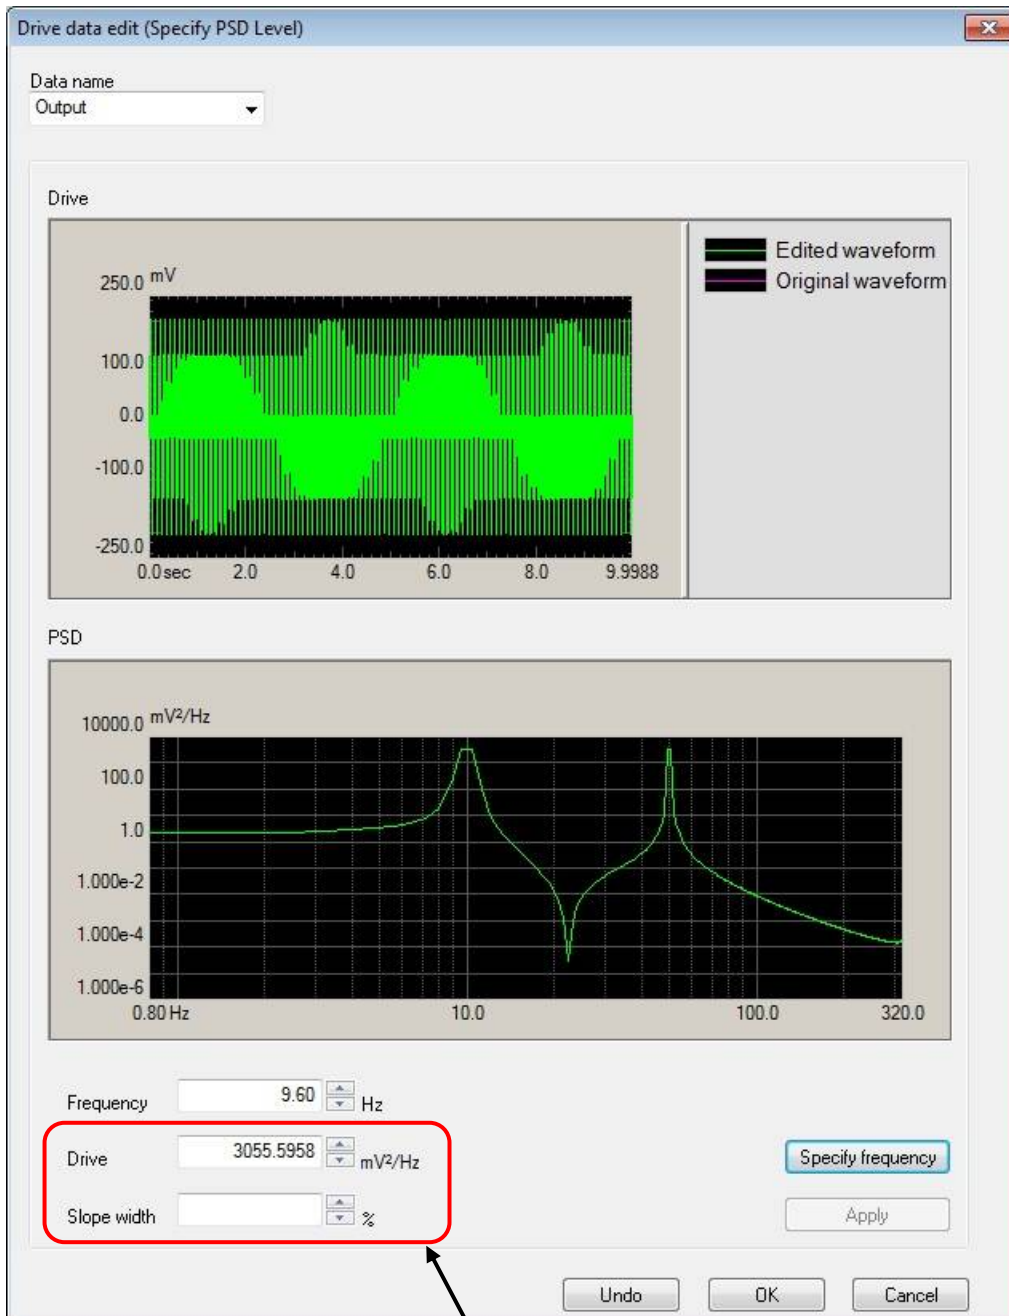 Drive data edit (Specify PSD Level)
Data name
Output
Drive
Edited waveform
Original waveform
250.0 mV
100.0
0.0
-100.0
-250.0
0.0sec 2.0 4.0 6.0 8.0 9.9988
PSD
10000.0 mV²/Hz
100.0
1.0
1.000e-2
1.000e-4
1.000e-6
0.80Hz 10.0 100.0 320.0
Frequency 9.60 Hz
Drive 3055.5958 mV²/Hz Specify frequency
Slope width % Apply
Undo OK Cancel